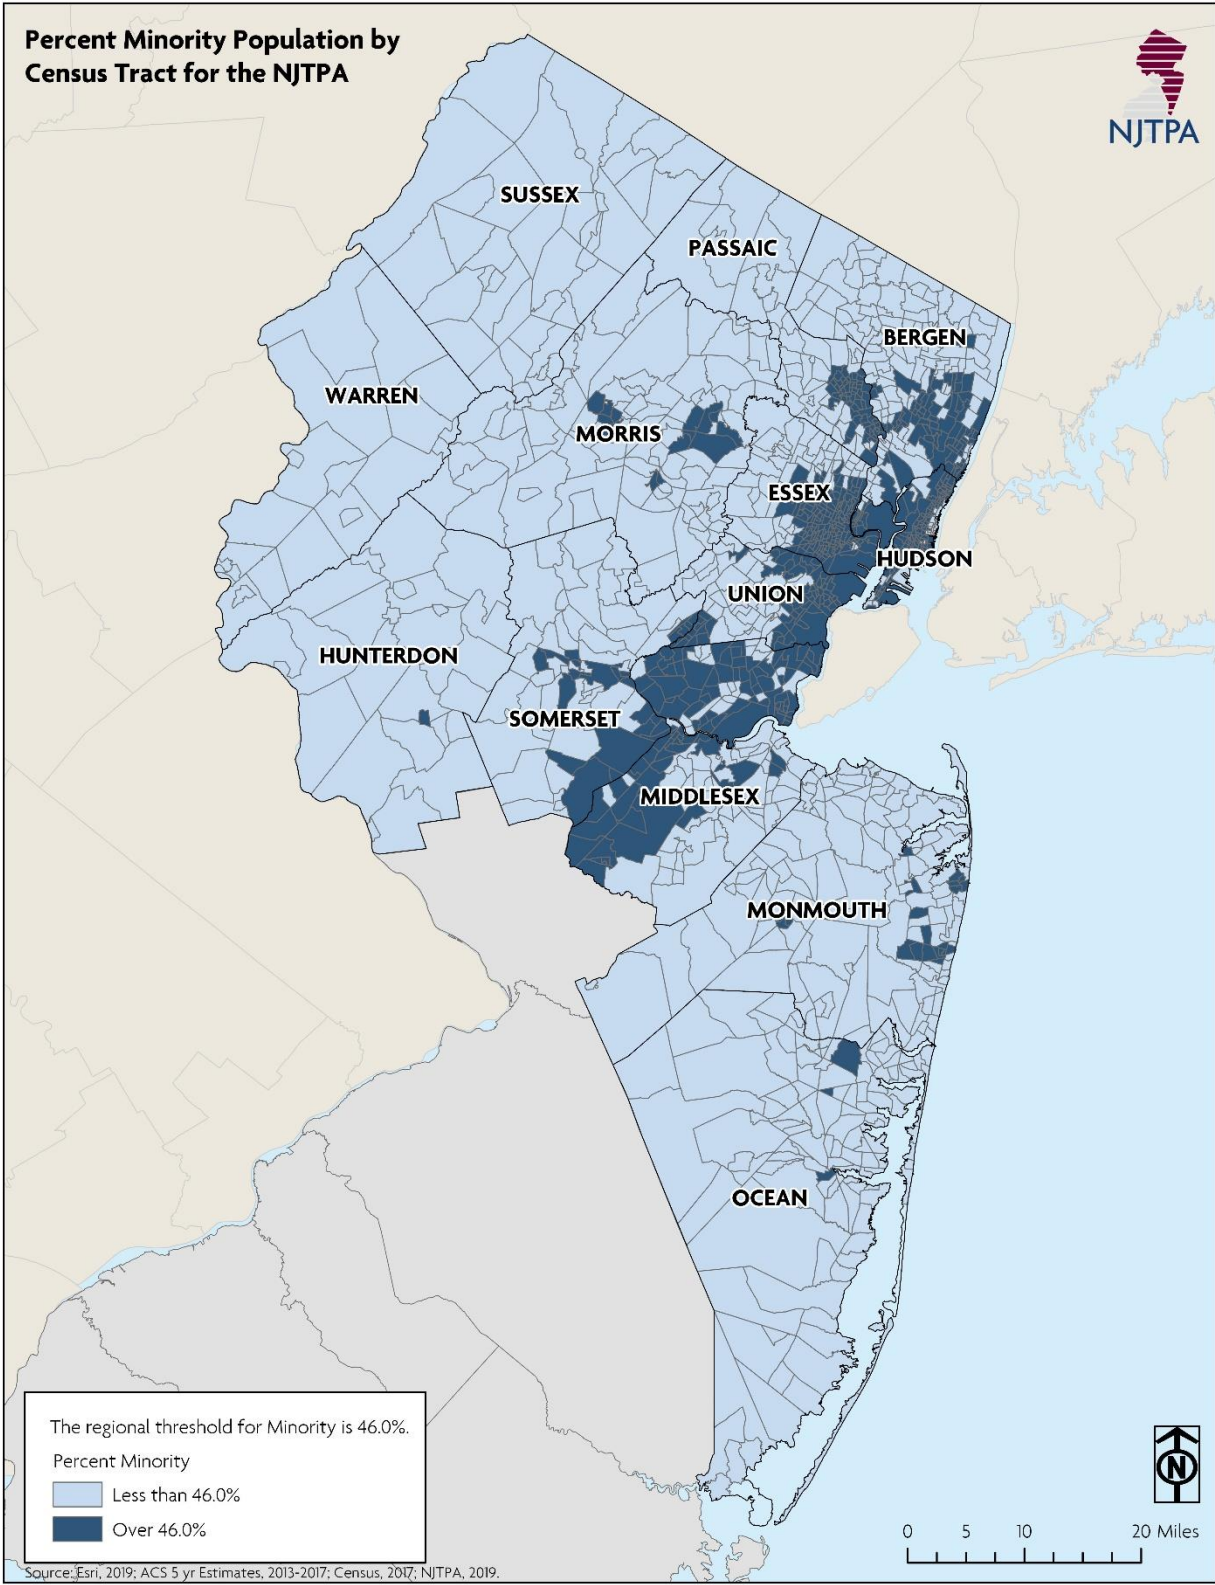 Percent Minority Population by
Census Tract for the NJTPA
NJTPA
SUSSEX
PASSAIC
BERGEN
WARREN
MORRIS
ESSEX
HUDSON
UNION
HUNTERDON
SOMERSET
MIDDLESEX
MONMOUTH
OCEAN
The regional threshold for Minority is 46.0%.
Percent Minority
Less than 46.0%
Over 46.0%
N
0 5 10 20 Miles
Source: Esri, 2019; ACS 5 yr Estimates, 2013-2017; Census, 2017; NJTPA, 2019.